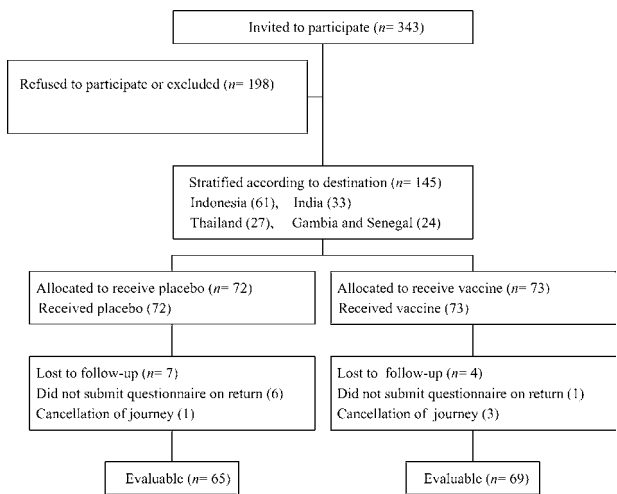 Invited to participate (n= 343)
Refused to participate or excluded (n= 198)
Stratified according to destination (n= 145)
Indonesia (61), India (33)
Thailand (27), Gambia and Senegal (24)
Allocated to receive placebo (n= 72)
Received placebo (72)
Allocated to receive vaccine (n= 73)
Received vaccine (73)
Lost to follow-up (n= 7)
Did not submit questionnaire on return (6)
Cancellation of journey (1)
Lost to follow-up (n= 4)
Did not submit questionnaire on return (1)
Cancellation of journey (3)
Evaluable (n= 65)
Evaluable (n= 69)